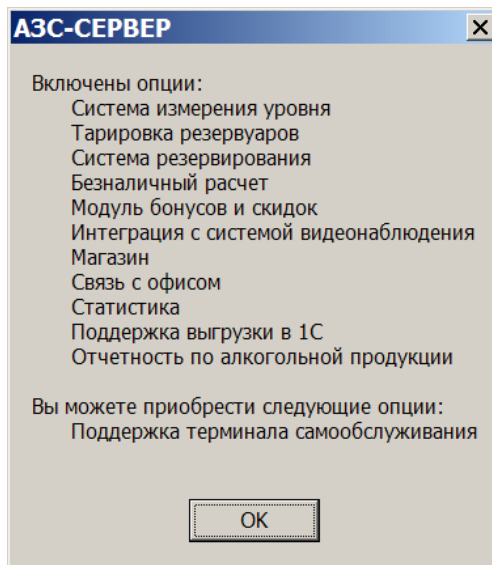 АЗС-СЕРВЕР
Включены опции:
Система измерения уровня
Тарировка резервуаров
Система резервирования
Безналичный расчет
Модуль бонусов и скидок
Интеграция с системой видеонаблюдения
Магазин
Связь с офисом
Статистика
Поддержка выгрузки в 1С
Отчетность по алкогольной продукции
Вы можете приобрести следующие опции:
Поддержка терминала самообслуживания
OK